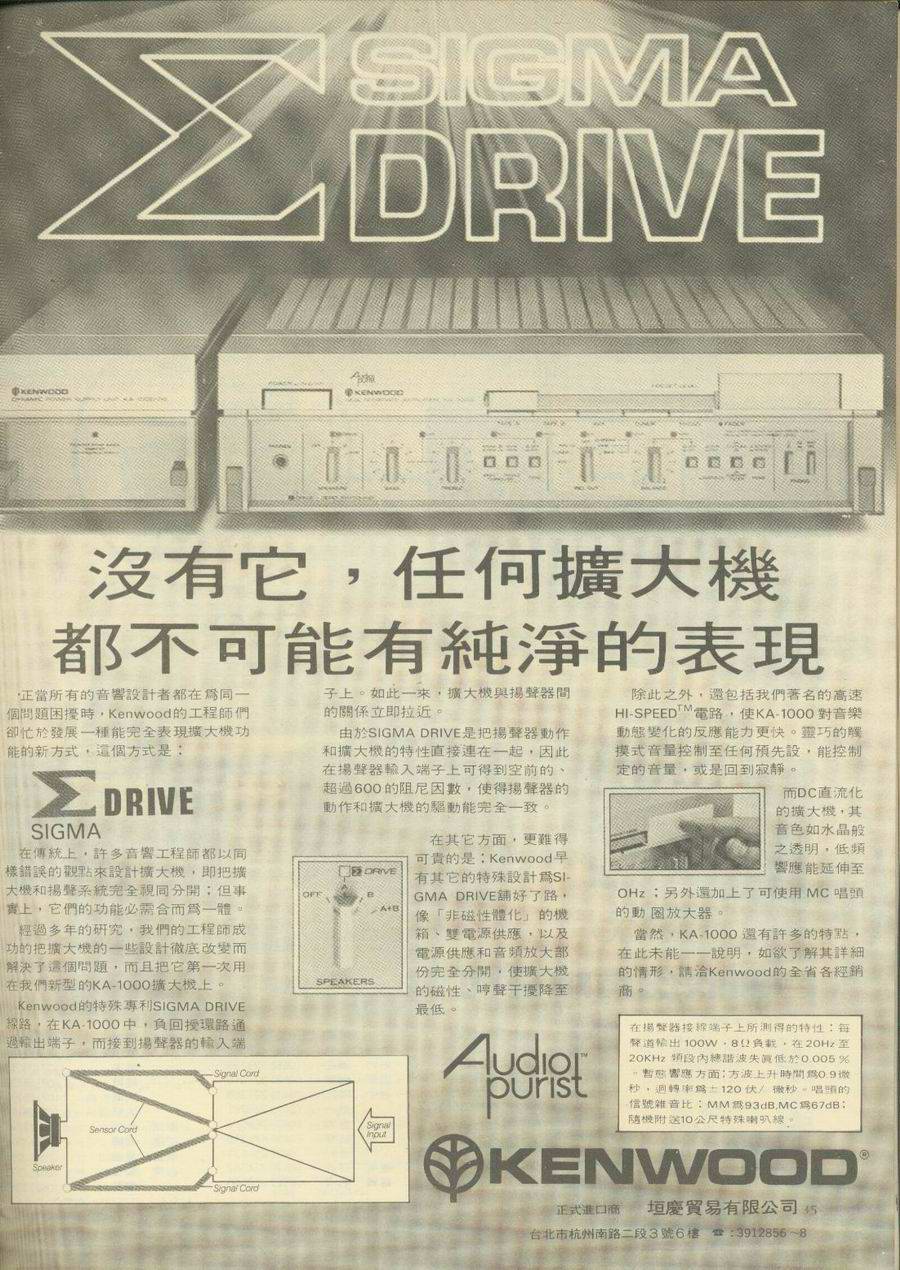 Σ SIGMA
DRIVE
KENWOOD
Audio purist
KENWOOD
沒有它，任何擴大機
都不可能有純淨的表現
正當所有的音響設計者都在爲同一
個問題困擾時，Kenwood的工程師們
卻忙於發展一種能完全表現擴大機功
能的新方式，這個方式是：
Σ DRIVE
SIGMA
在傳統上，許多音響工程師都以同
樣錯誤的觀點來設計擴大機，即把擴
大機和揚聲系統完全視同分開；但事
實上，它們的功能必需合而爲一體。
經過多年的研究，我們的工程師成
功的把擴大機的一些設計徹底改變而
解決了這個問題，而且把它第一次用
在我們新型的KA-1000擴大機上。
Kenwood的特殊專利SIGMA DRIVE
線路，在KA-1000中，負回授環路通
過輸出端子，而接到揚聲器的輸入端
子上。如此一來，擴大機與揚聲器間
的關係立即拉近。
由於SIGMA DRIVE是把揚聲器動作
和擴大機的特性直接連在一起，因此
在揚聲器輸入端子上可得到空前的、
超過600的阻尼因數，使得揚聲器的
動作和擴大機的驅動能完全一致。
Σ DRIVE
OFF
A
B
A+B
SPEAKERS
在其它方面，更難得
可貴的是：Kenwood早
有其它的特殊設計爲SI-
GMA DRIVE舖好了路，
像「非磁性體化」的機
箱、雙電源供應，以及
電源供應和音頻放大部
份完全分開，使擴大機
的磁性、哼聲干擾降至
最低。
除此之外，還包括我們著名的高速
HI-SPEED™電路，使KA-1000對音樂
動態變化的反應能力更快。靈巧的觸
摸式音量控制至任何預先設，能控制
定的音量，或是回到寂靜。
而DC直流化
的擴大機，其
音色如水晶般
之透明，低頻
響應能延伸至
OHz；另外還加上了可使用MC唱頭
的動圈放大器。
當然，KA-1000還有許多的特點，
在此未能一一說明，如欲了解其詳細
的情形，請洽Kenwood的全省各經銷
商。
在揚聲器接線端子上所測得的特性：每
聲道輸出100W，8Ω負載，在20Hz至
20KHz頻段內總諧波失眞低於0.005％
。暫態響應方面：方波上升時間爲0.9微
秒，迴轉率爲±120伏/微秒。唱頭的
信號雜音比：MM爲93dB,MC爲67dB；
隨機附送10公尺特殊喇叭線。
Signal Cord
Sensor Cord
Signal Input
Speaker
Signal Cord
Audio purist™
KENWOOD®
正式進口商 垣慶貿易有限公司
台北市杭州南路二段3號6樓 ☎：3912856～8